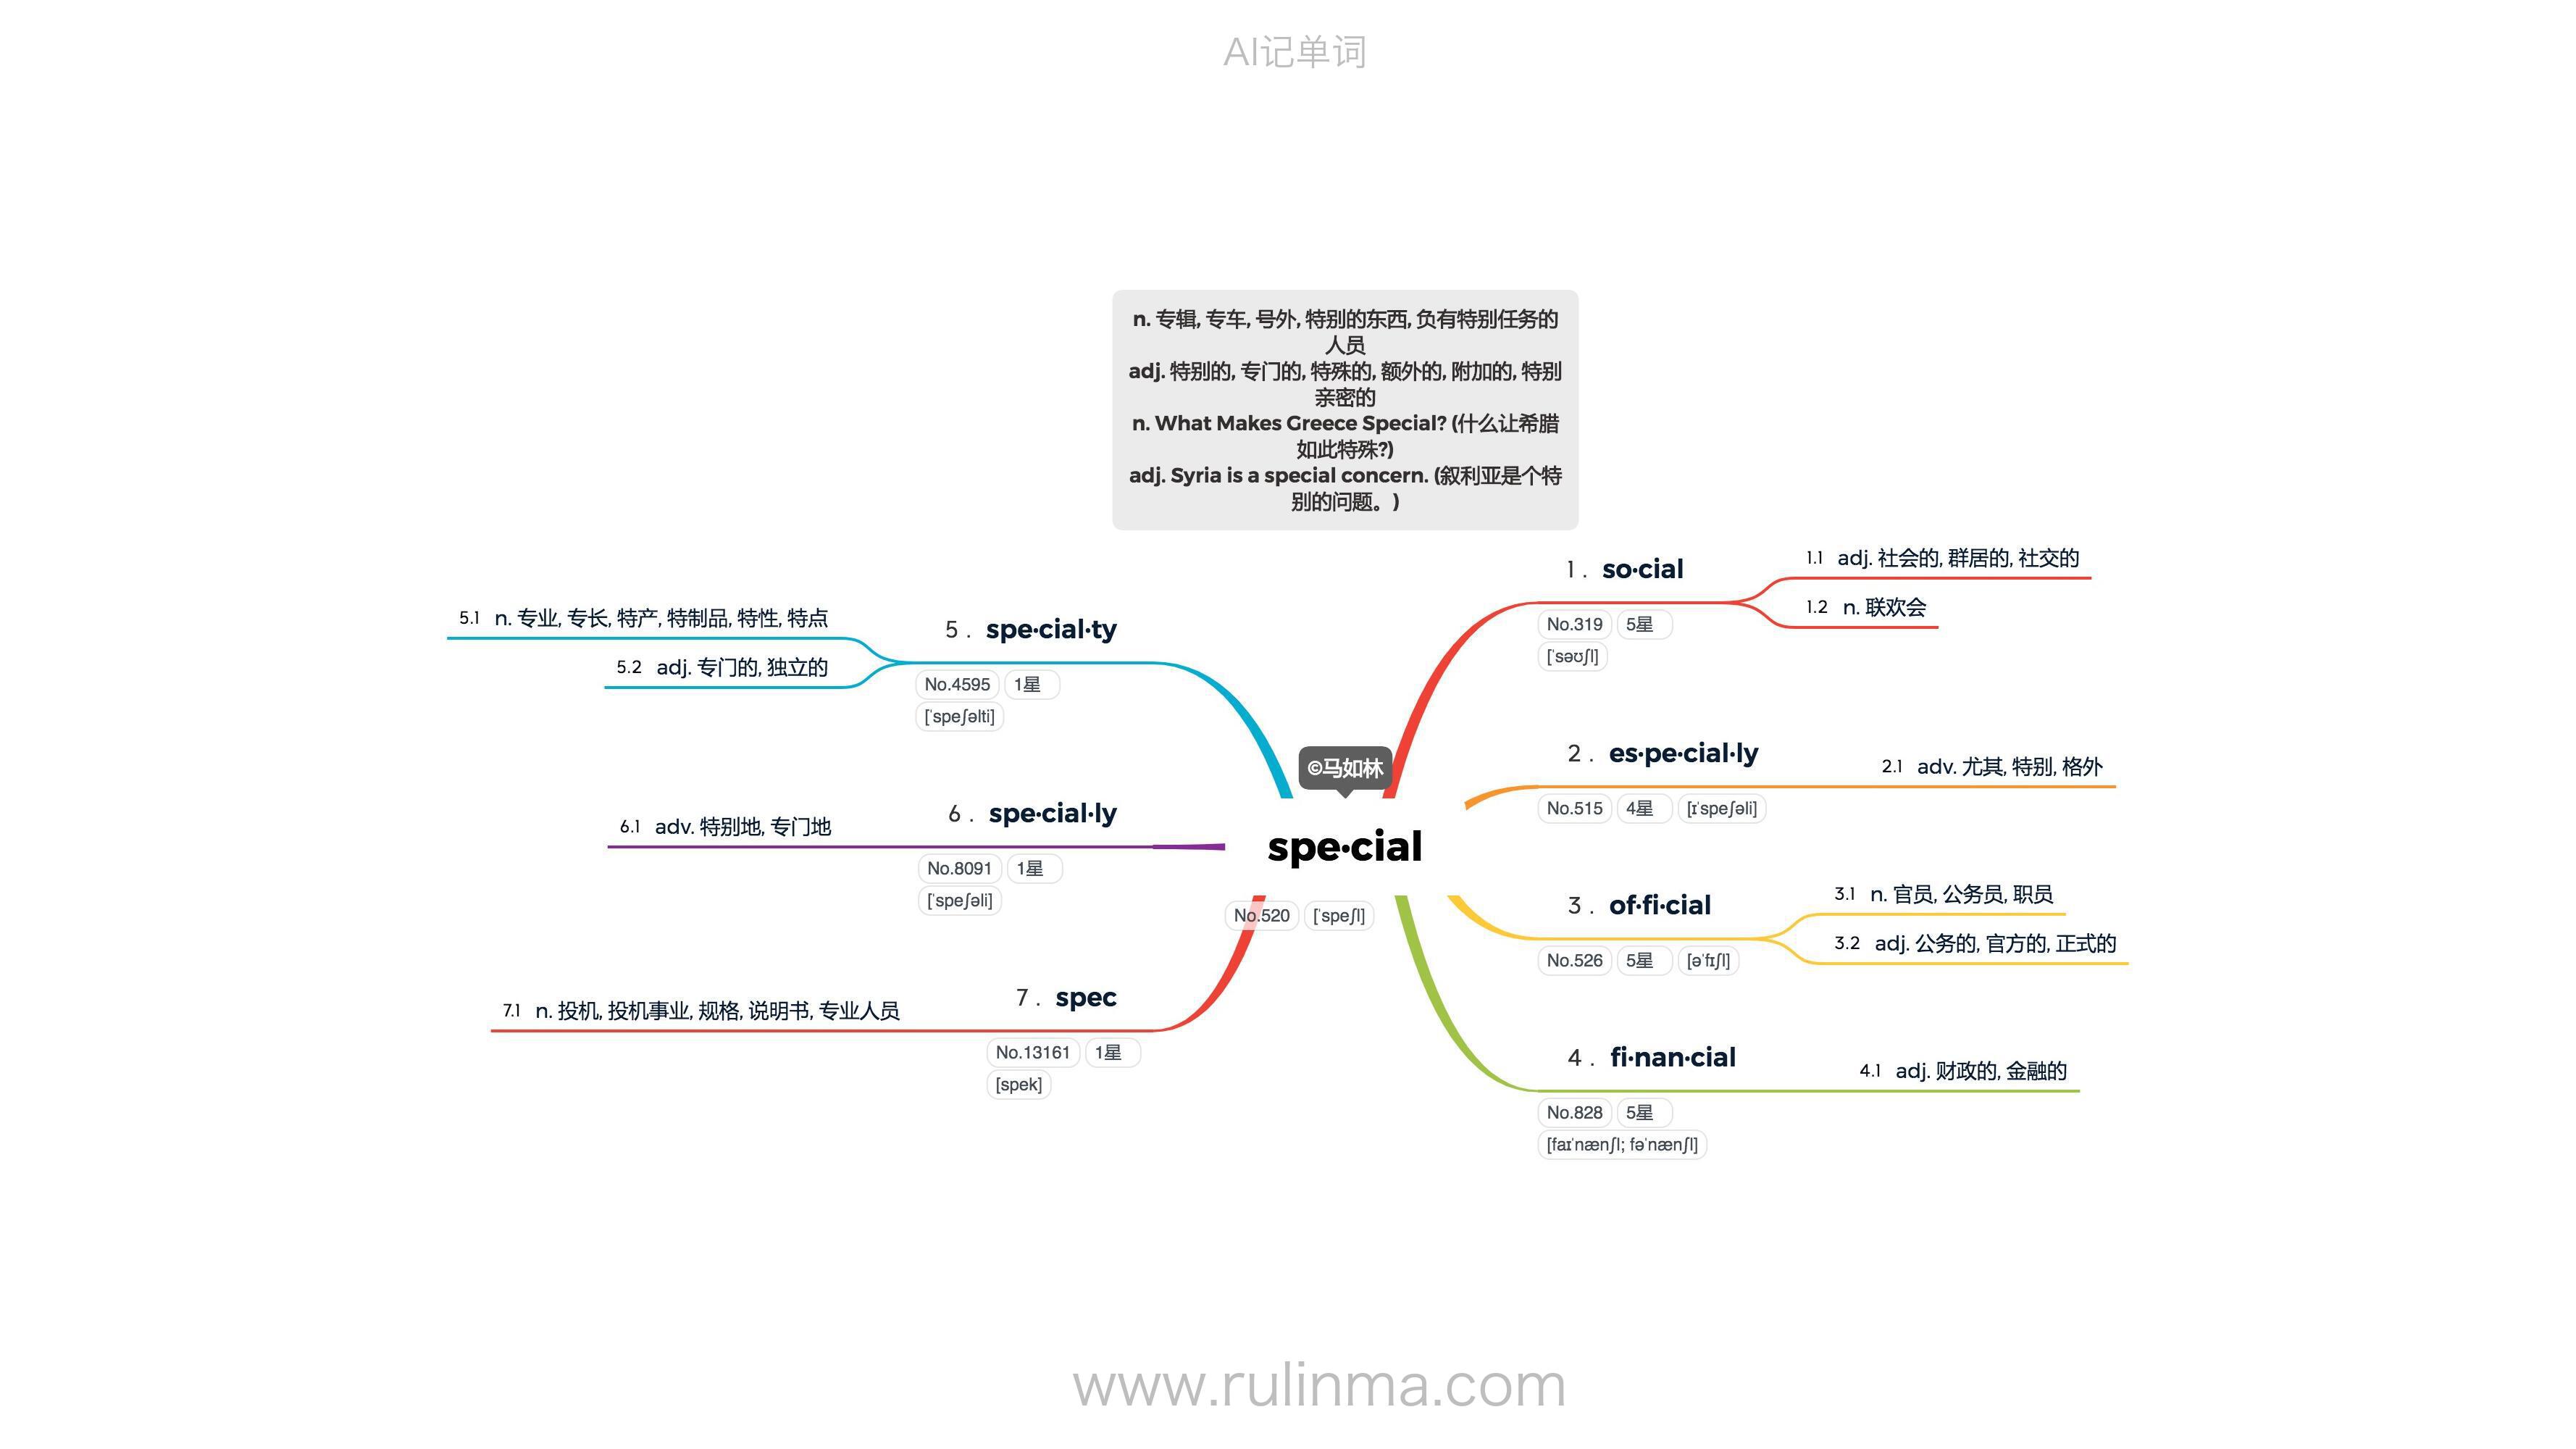 AI记单词
n. 专辑, 专车, 号外, 特别的东西, 负有特别任务的
人员
adj. 特别的, 专门的, 特殊的, 额外的, 附加的, 特别
亲密的
n. What Makes Greece Special? (什么让希腊
如此特殊?)
adj. Syria is a special concern. (叙利亚是个特
别的问题。)
©马如林
spe·cial
No.520 [ˈspeʃl]
1 . so·cial
No.319 5星
[ˈsəʊʃl]
1.1 adj. 社会的, 群居的, 社交的
1.2 n. 联欢会
2 . es·pe·cial·ly
No.515 4星 [ɪˈspeʃəli]
2.1 adv. 尤其, 特别, 格外
3 . of·fi·cial
No.526 5星 [əˈfɪʃl]
3.1 n. 官员, 公务员, 职员
3.2 adj. 公务的, 官方的, 正式的
4 . fi·nan·cial
No.828 5星
[faɪˈnænʃl; fəˈnænʃl]
4.1 adj. 财政的, 金融的
5 . spe·cial·ty
No.4595 1星
[ˈspeʃəlti]
5.1 n. 专业, 专长, 特产, 特制品, 特性, 特点
5.2 adj. 专门的, 独立的
6 . spe·cial·ly
No.8091 1星
[ˈspeʃəli]
6.1 adv. 特别地, 专门地
7 . spec
No.13161 1星
[spek]
7.1 n. 投机, 投机事业, 规格, 说明书, 专业人员
www.rulinma.com